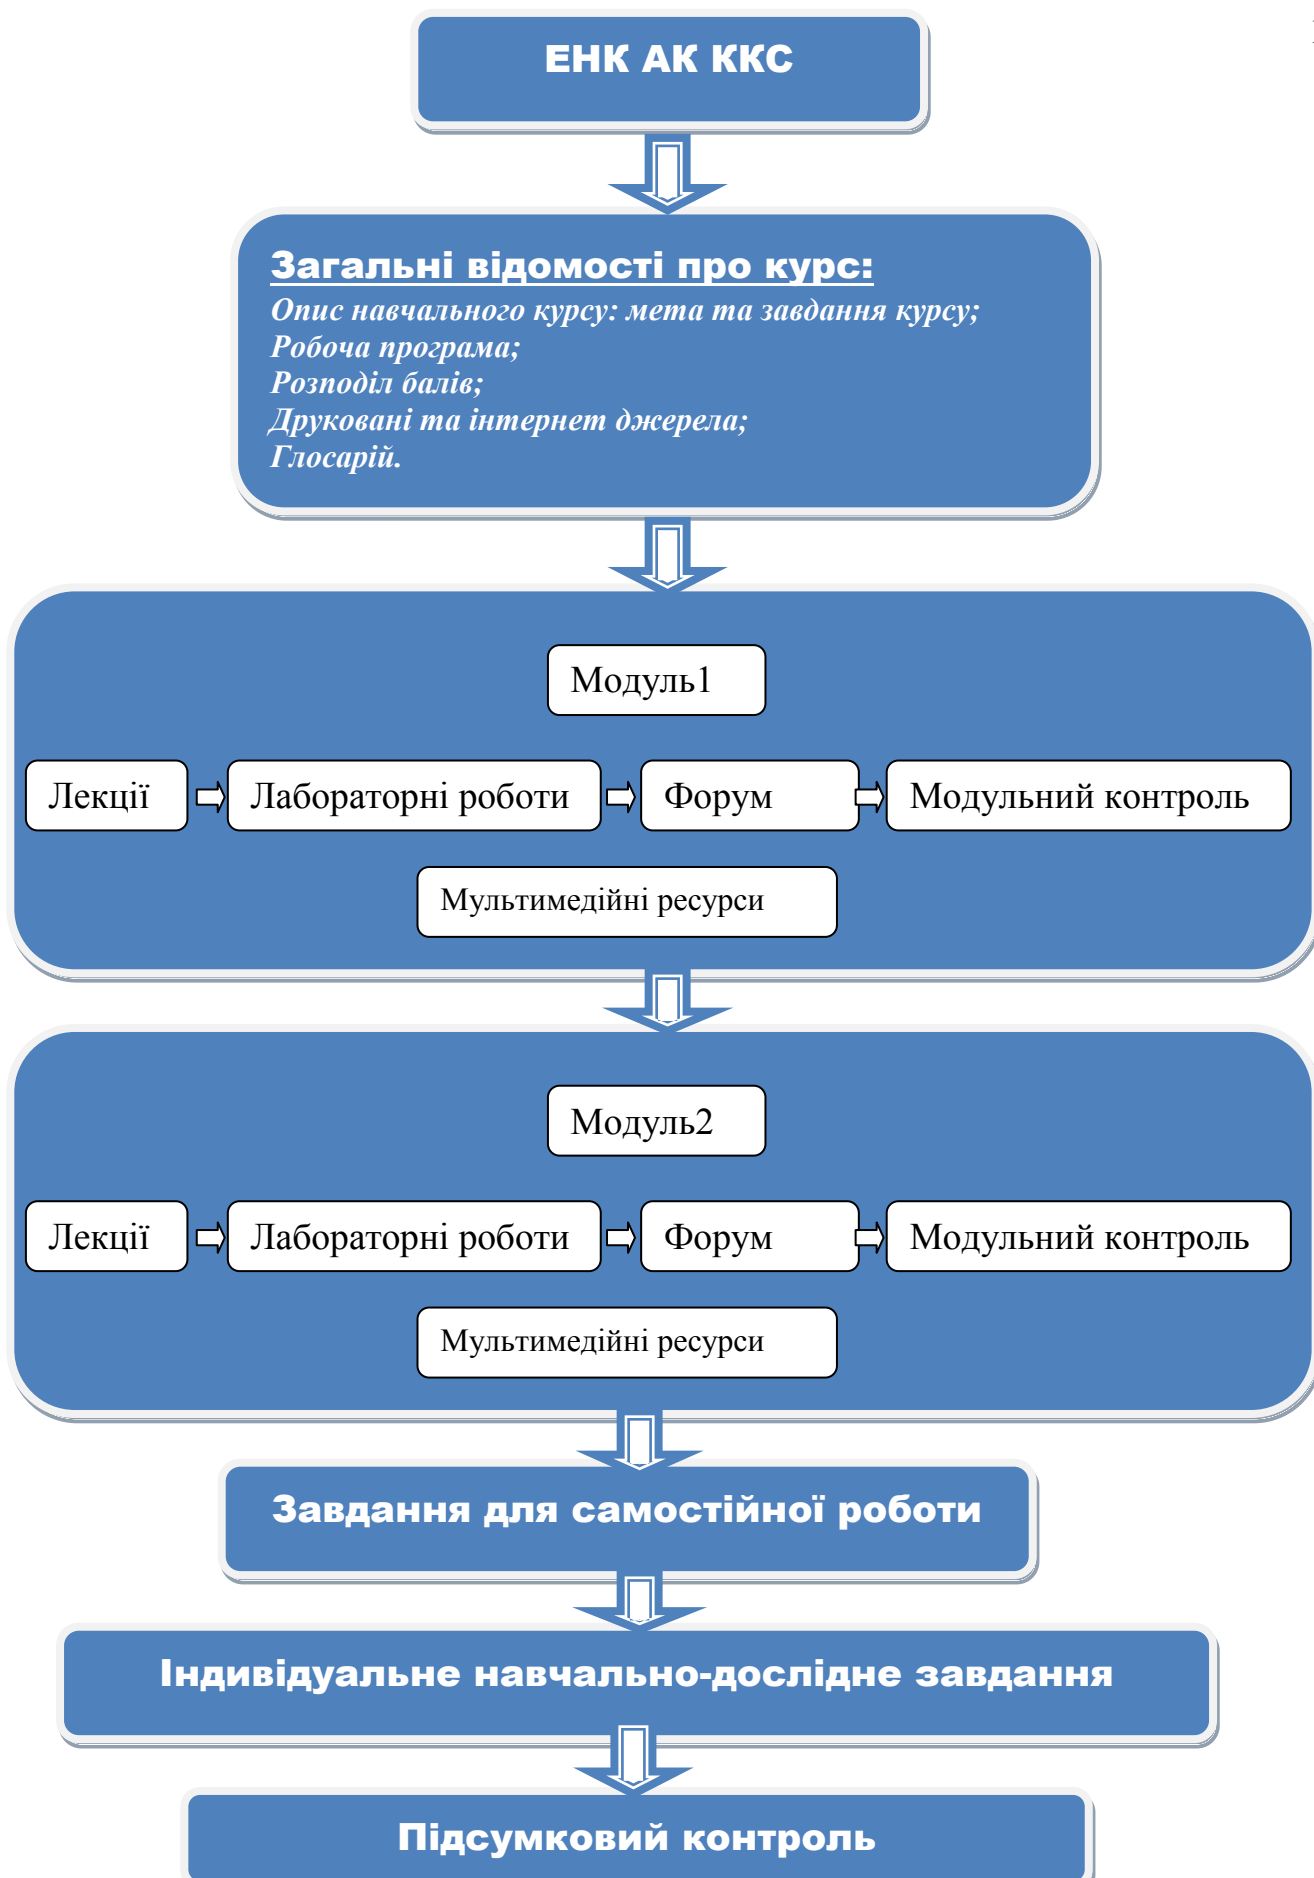 ЕНК АК ККС
Загальні відомості про курс:
Опис навчального курсу: мета та завдання курсу;
Робоча програма;
Розподіл балів;
Друковані та інтернет джерела;
Глосарій.
Модуль1
Лекції
Лабораторні роботи
Форум
Модульний контроль
Мультимедійні ресурси
Модуль2
Лекції
Лабораторні роботи
Форум
Модульний контроль
Мультимедійні ресурси
Завдання для самостійної роботи
Індивідуальне навчально-дослідне завдання
Підсумковий контроль